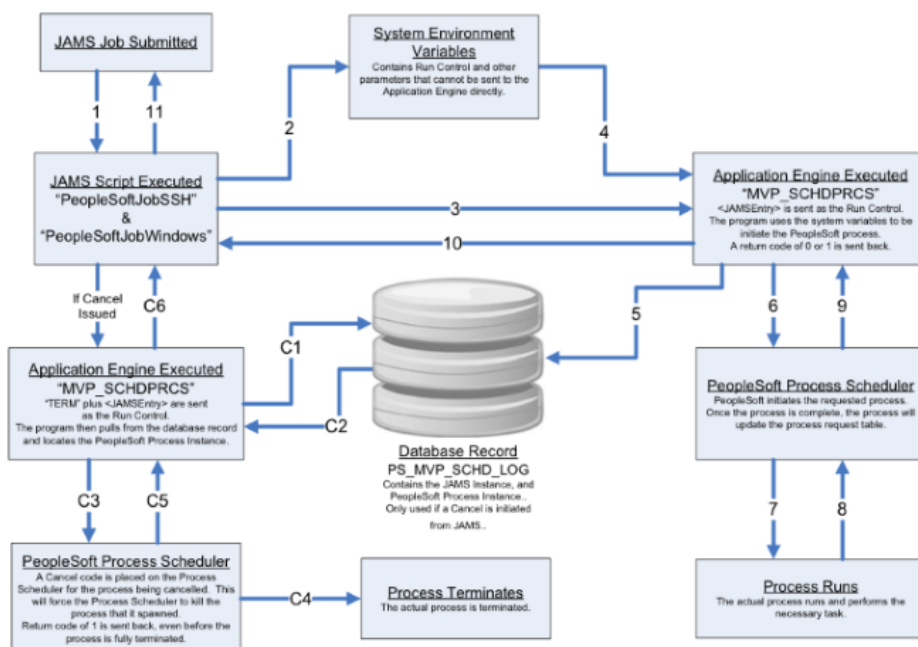 JAMS Job Submitted
System Environment
Variables
Contains Run Control and other
parameters that cannot be sent to the
Application Engine directly.
1
11
2
4
JAMS Script Executed
"PeopleSoftJobSSH"
&
"PeopleSoftJobWindows"
3
10
Application Engine Executed
"MVP_SCHDPRCS"
<JAMSEntry> is sent as the Run Control.
The program uses the system variables to be
initiate the PeopleSoft process.
A return code of 0 or 1 is sent back.
If Cancel
Issued
C6
C1
C2
5
6
9
Application Engine Executed
"MVP_SCHDPRCS"
"TERM" plus <JAMSEntry> are sent
as the Run Control.
The program then pulls from the database record
and locates the PeopleSoft Process Instance.
PeopleSoft Process Scheduler
PeopleSoft initiates the requested process.
Once the process is complete, the process will
update the process request table.
Database Record
PS_MVP_SCHD_LOG
Contains the JAMS Instance, and
PeopleSoft Process Instance..
Only used if a Cancel is initiated
from JAMS..
C3
C5
7
8
PeopleSoft Process Scheduler
A Cancel code is placed on the Process
Scheduler for the process being cancelled. This
will force the Process Scheduler to kill the
process that it spawned.
Return code of 1 is sent back, even before the
process is fully terminated.
C4
Process Terminates
The actual process is terminated.
Process Runs
The actual process runs and performs the
necessary task.